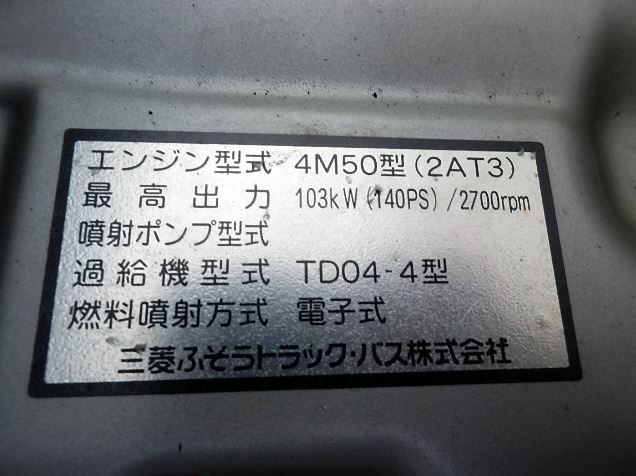 エンジン型式 4M50型(2AT3)
最高出力 103kW(140PS)/2700rpm
噴射ポンプ型式
過給機型式 TD04-4型
燃料噴射方式 電子式
三菱ふそうトラック・バス株式会社